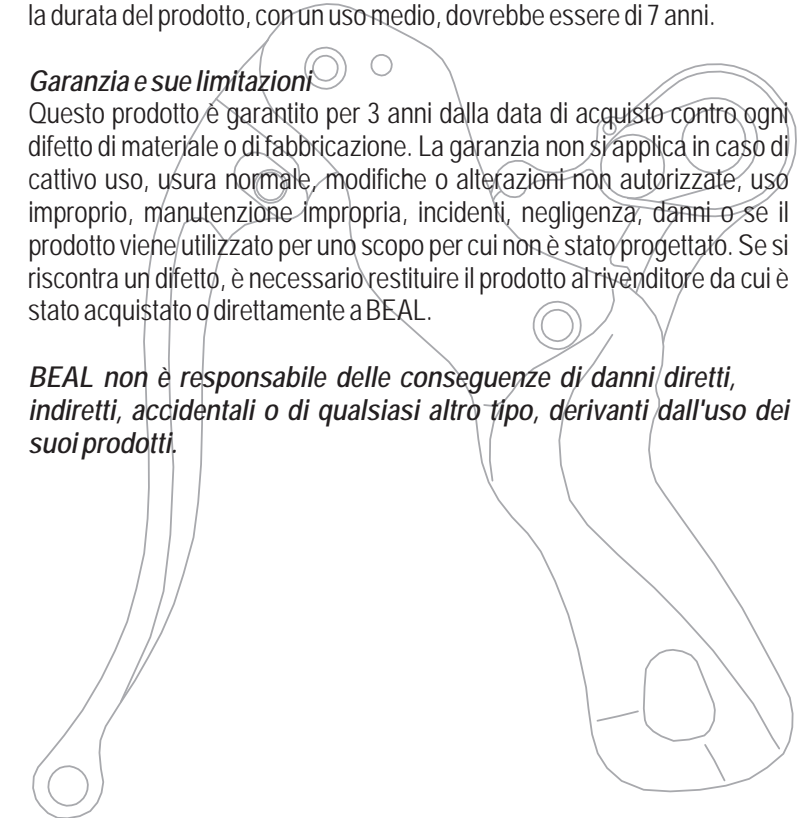 la durata del prodotto, con un uso medio, dovrebbe essere di 7 anni.
Garanzia e sue limitazioni
Questo prodotto è garantito per 3 anni dalla data di acquisto contro ogni
difetto di materiale o di fabbricazione. La garanzia non si applica in caso di
cattivo uso, usura normale, modifiche o alterazioni non autorizzate, uso
improprio, manutenzione impropria, incidenti, negligenza, danni o se il
prodotto viene utilizzato per uno scopo per cui non è stato progettato. Se si
riscontra un difetto, è necessario restituire il prodotto al rivenditore da cui è
stato acquistato o direttamente a BEAL.
BEAL non è responsabile delle conseguenze di danni diretti,
indiretti, accidentali o di qualsiasi altro tipo, derivanti dall'uso dei
suoi prodotti.